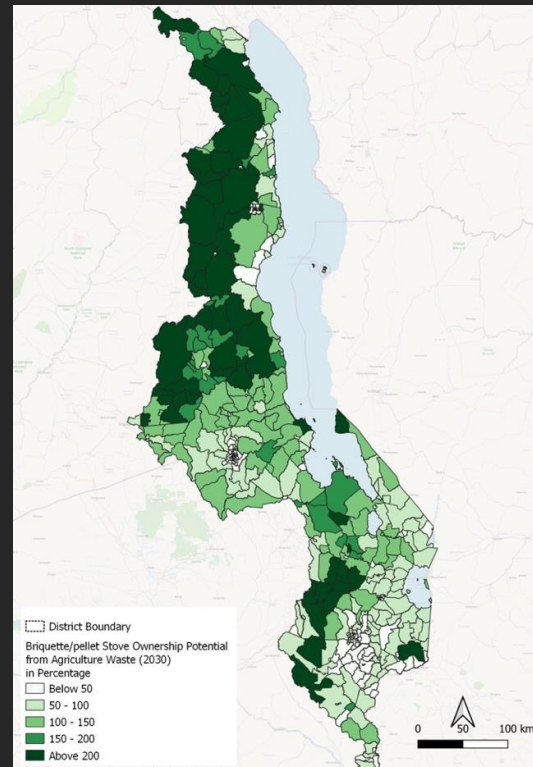 District Boundary
Briquette/pellet Stove Ownership Potential
from Agriculture Waste (2030)
in Percentage
Below 50
50 - 100
100 - 150
150 - 200
Above 200
0 50 100 km